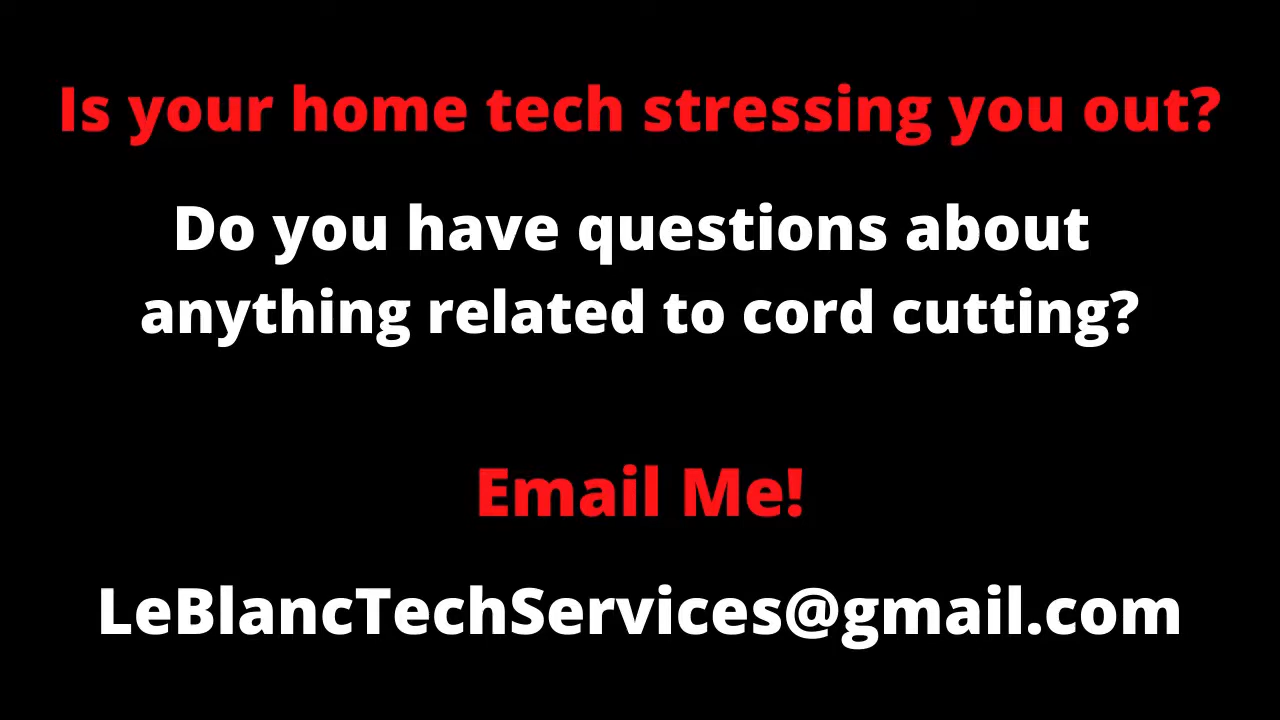 Is your home tech stressing you out?
Do you have questions about
anything related to cord cutting?
Email Me!
LeBlancTechServices@gmail.com